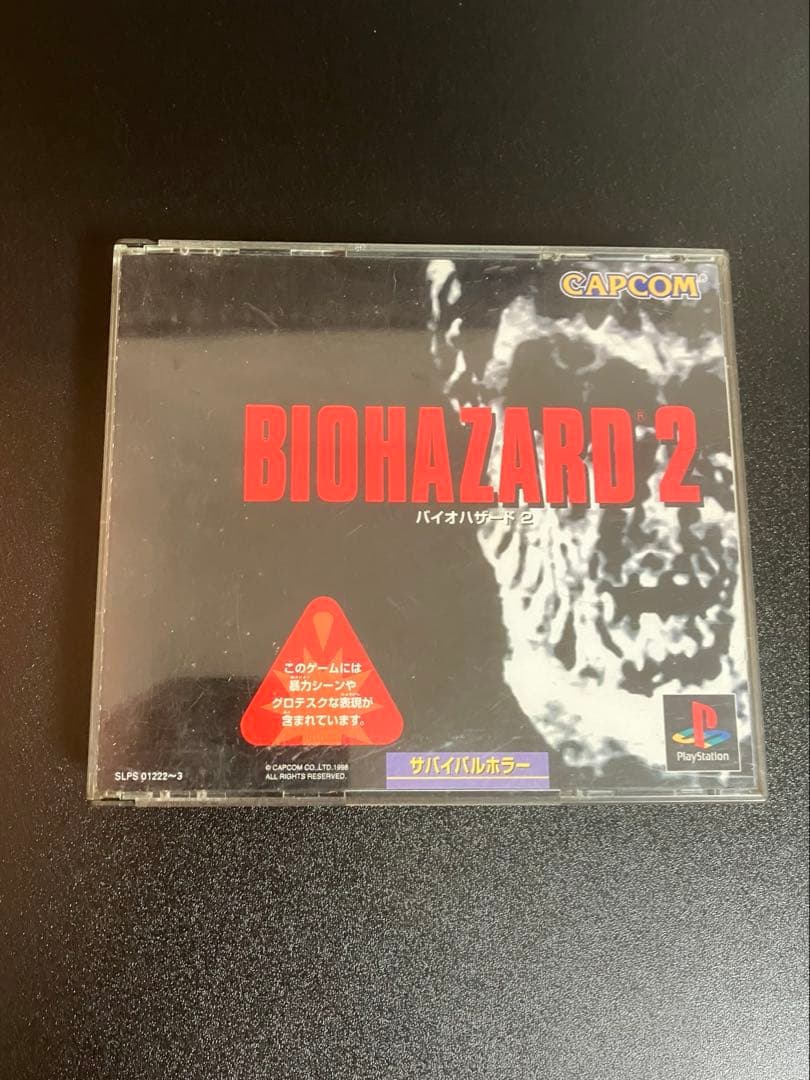 CAPCOM®
BIOHAZARD® 2
バイオハザード 2
このゲームには
暴力シーンや
グロテスクな表現が
含まれています。
SLPS 01222〜3
© CAPCOM CO.,LTD.1998
ALL RIGHTS RESERVED.
サバイバルホラー
PlayStation